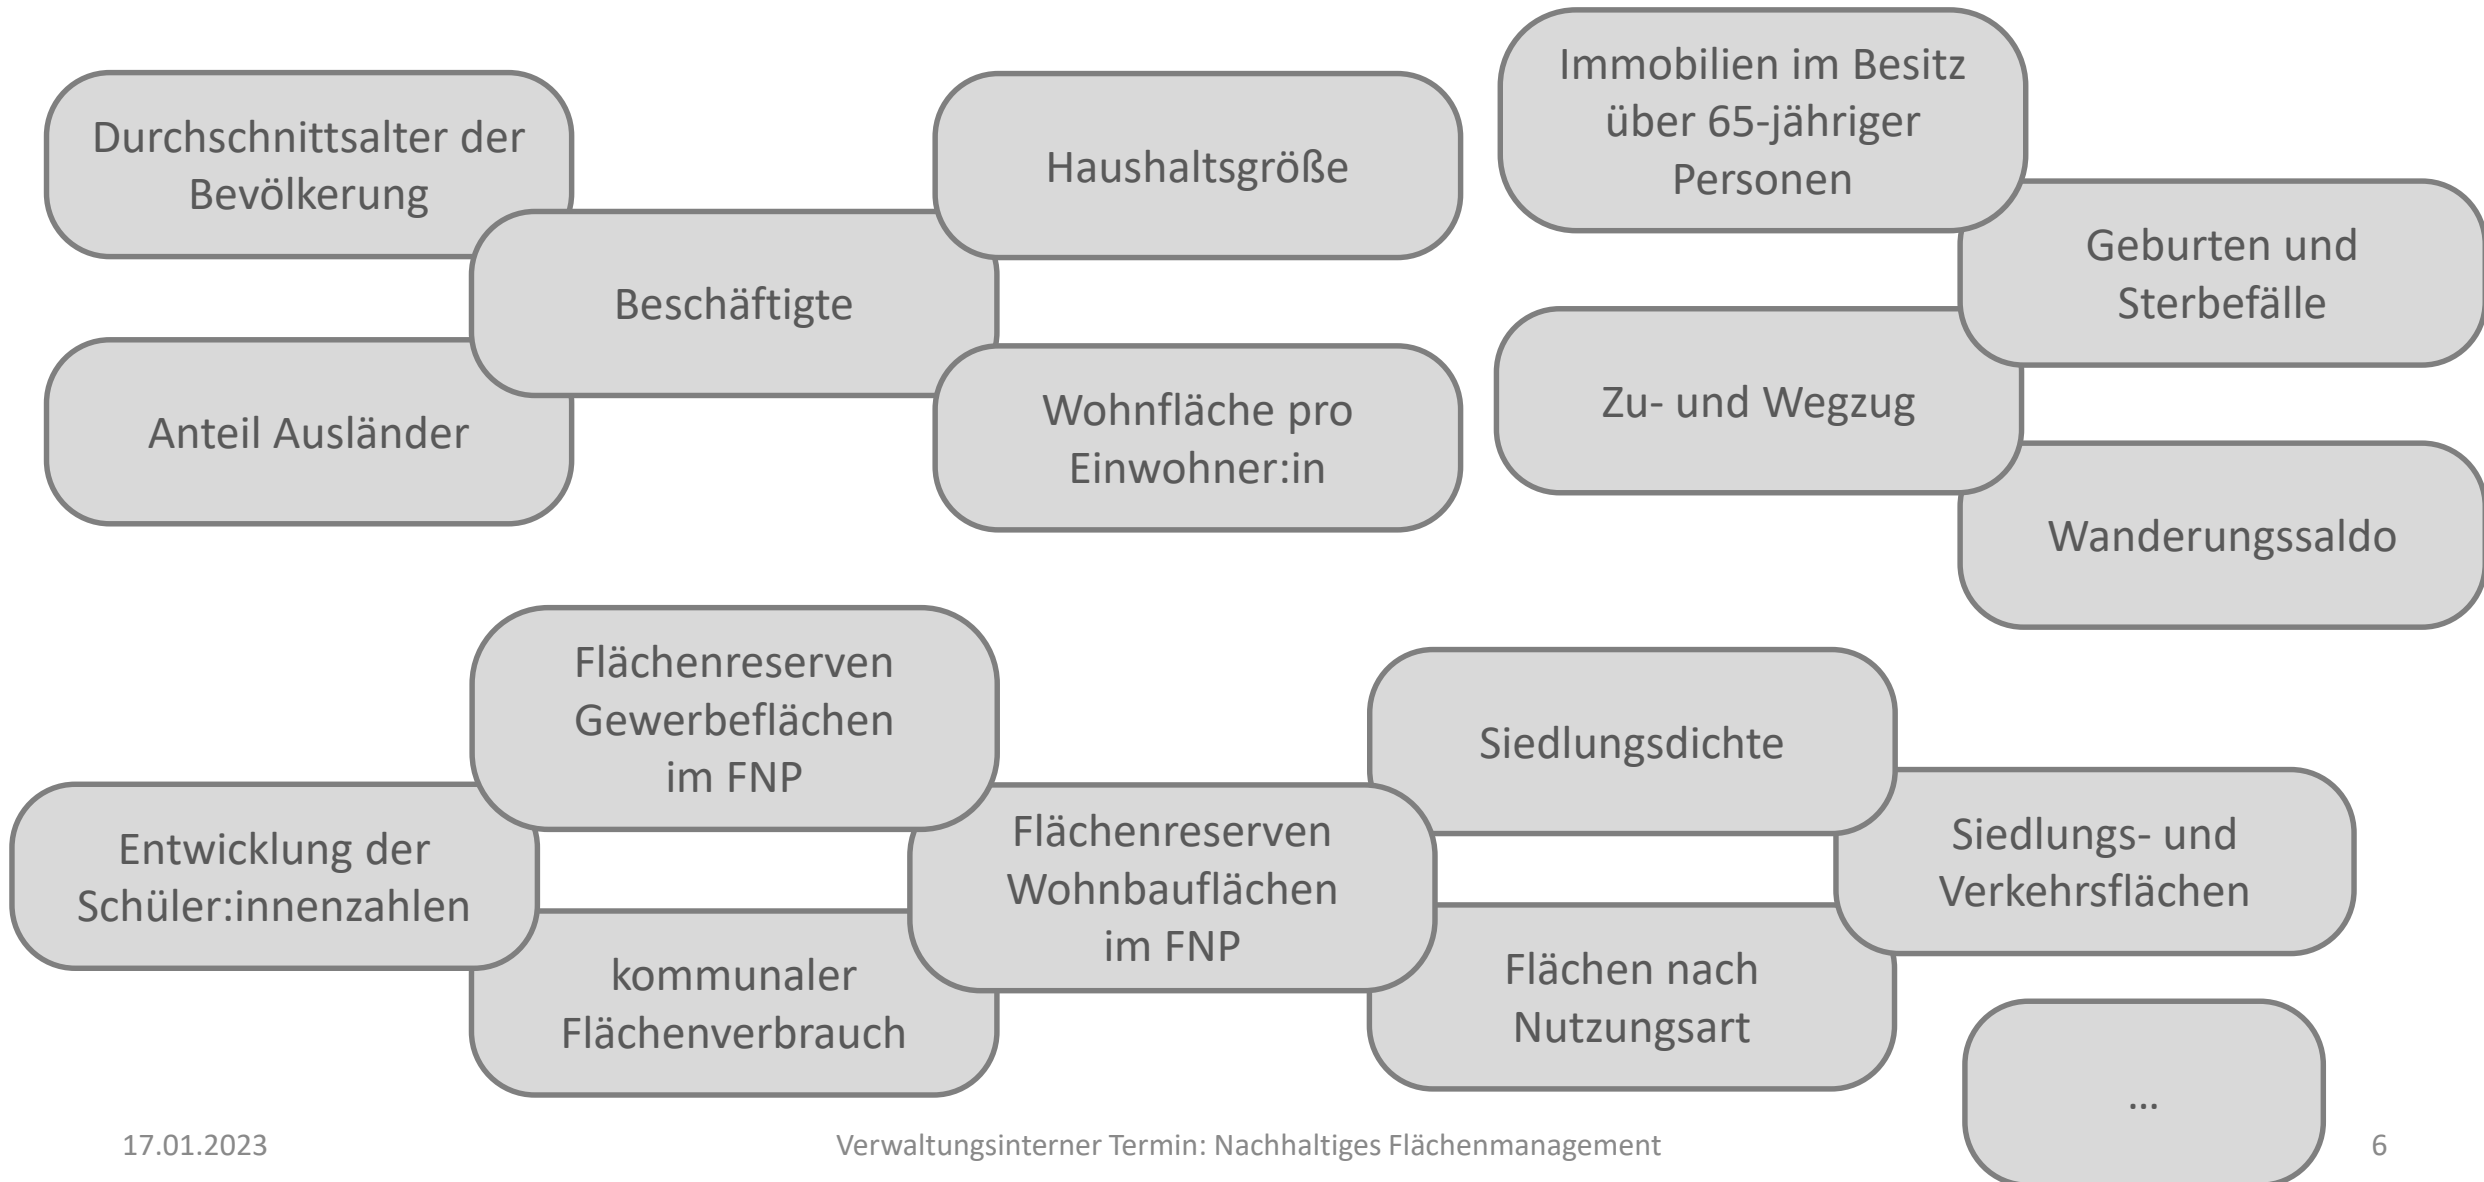 Durchschnittsalter der
Bevölkerung
Beschäftigte
Anteil Ausländer
Haushaltsgröße
Wohnfläche pro
Einwohner:in
Immobilien im Besitz
über 65-jähriger
Personen
Geburten und
Sterbefälle
Zu- und Wegzug
Wanderungssaldo
Flächenreserven
Gewerbeflächen
im FNP
Entwicklung der
Schüler:innenzahlen
kommunaler
Flächenverbrauch
Flächenreserven
Wohnbauflächen
im FNP
Siedlungsdichte
Siedlungs- und
Verkehrsflächen
Flächen nach
Nutzungsart
...
17.01.2023
Verwaltungsinterner Termin: Nachhaltiges Flächenmanagement
6